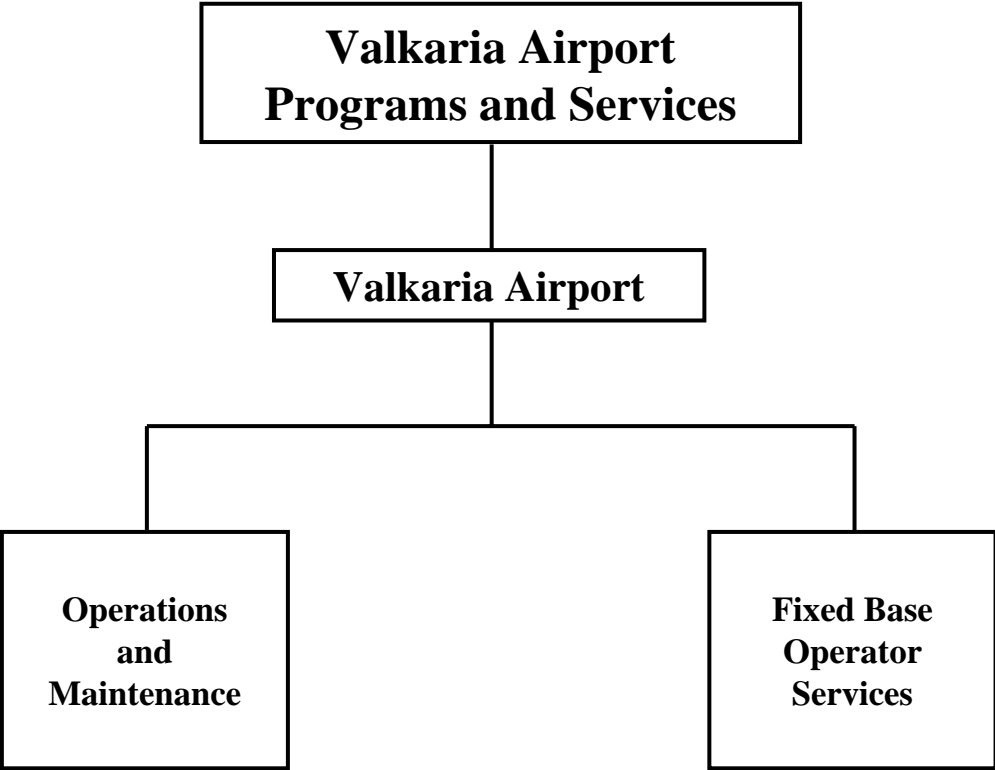 Valkaria Airport
Programs and Services
Valkaria Airport
Operations
and
Maintenance
Fixed Base
Operator
Services